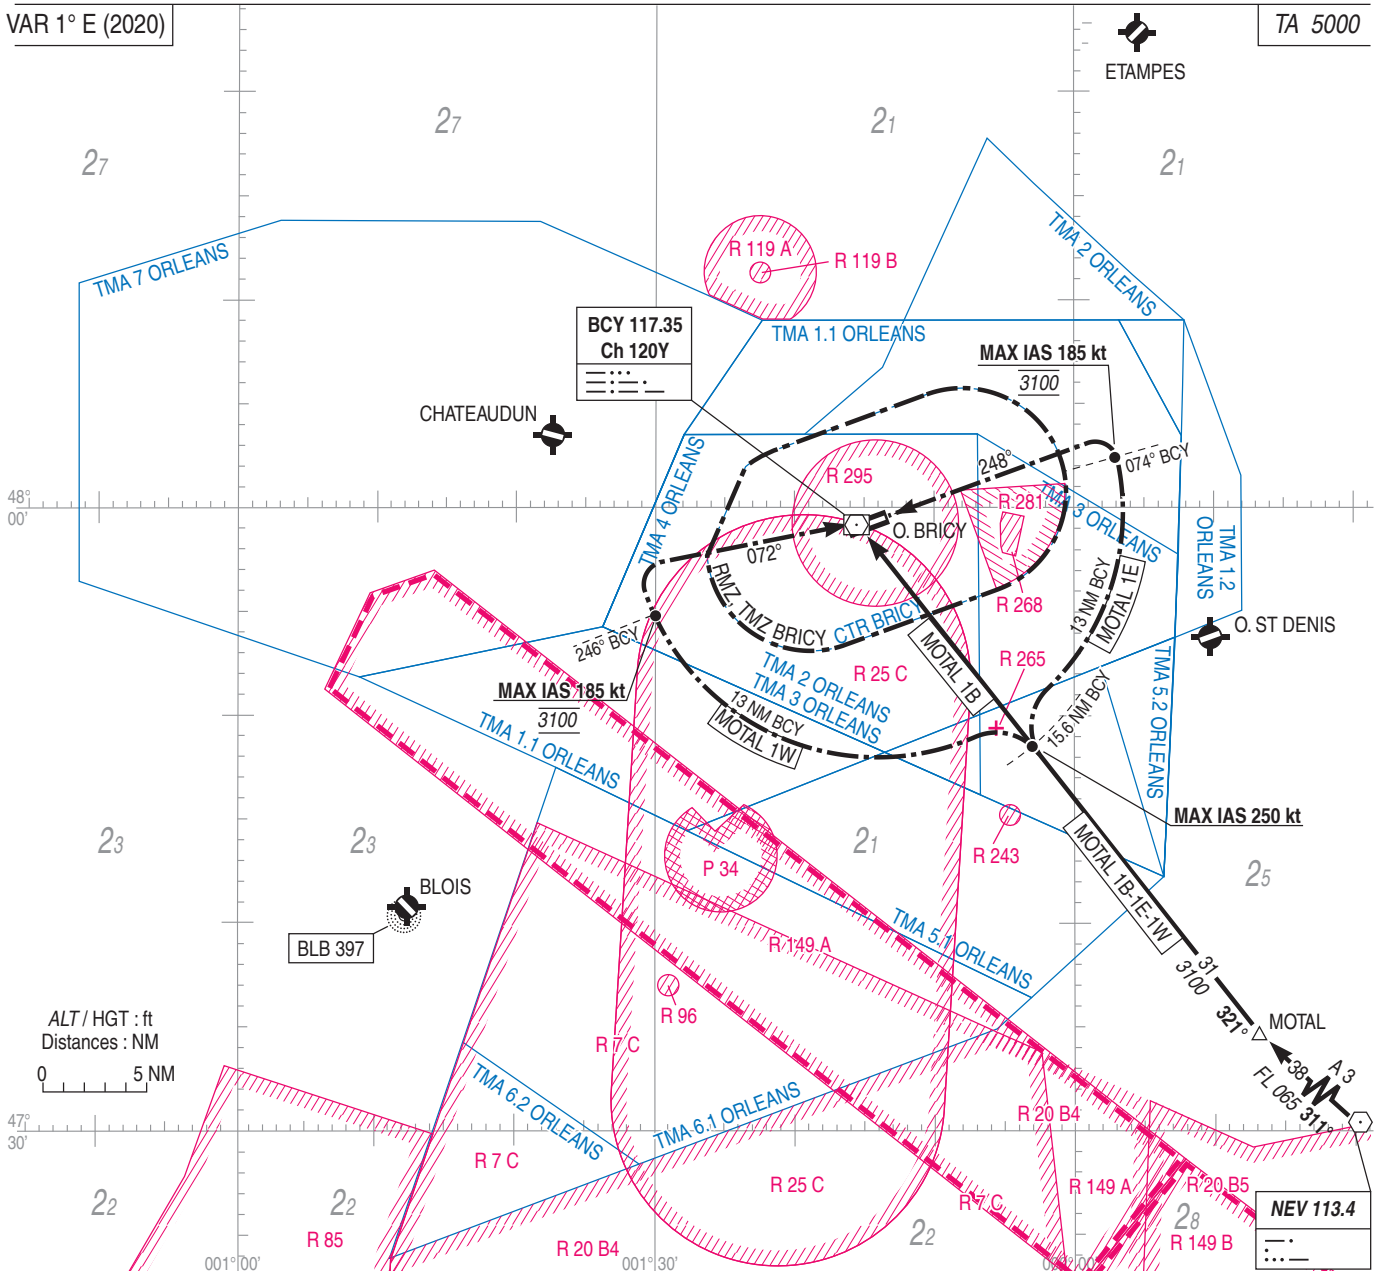 VAR 1° E (2020)
TA 5000
ETAMPES
27
21
27
21
TMA 2 ORLEANS
R 119 A
R 119 B
TMA 7 ORLEANS
BCY 117.35
Ch 120Y
TMA 1.1 ORLEANS
MAX IAS 185 kt
3100
CHATEAUDUN
248°
074° BCY
TMA 4 ORLEANS
R 295
R 281
TMA 3 ORLEANS
48°
00'
O. BRICY
TMA 1.2
ORLEANS
072°
RMZ, TMZ BRICY
CTR BRICY
R 268
13 NM BCY
MOTAL 1E
O. ST DENIS
246° BCY
MOTAL 1B
R 265
TMA 2 ORLEANS
TMA 3 ORLEANS
R 25 C
TMA 5.2 ORLEANS
MAX IAS 185 kt
3100
13 NM BCY
MOTAL 1W
15.6 NM BCY
TMA 1.1 ORLEANS
MAX IAS 250 kt
23
23
21
R 243
MOTAL 1B-1E-1W
25
P 34
BLOIS
BLB 397
R 149 A
TMA 5.1 ORLEANS
31
3100
R 96
321°
MOTAL
ALT / HGT : ft
Distances : NM
0 5 NM
R 7 C
A 3
38
FL 065
311°
TMA 6.2 ORLEANS
TMA 6.1 ORLEANS
R 20 B4
47°
30'
R 7 C
R 25 C
R 149 A
R 20 B5
R 7 C
22
22
22
28
NEV 113.4
R 85
R 20 B4
R 149 B
001°00'
001°30'